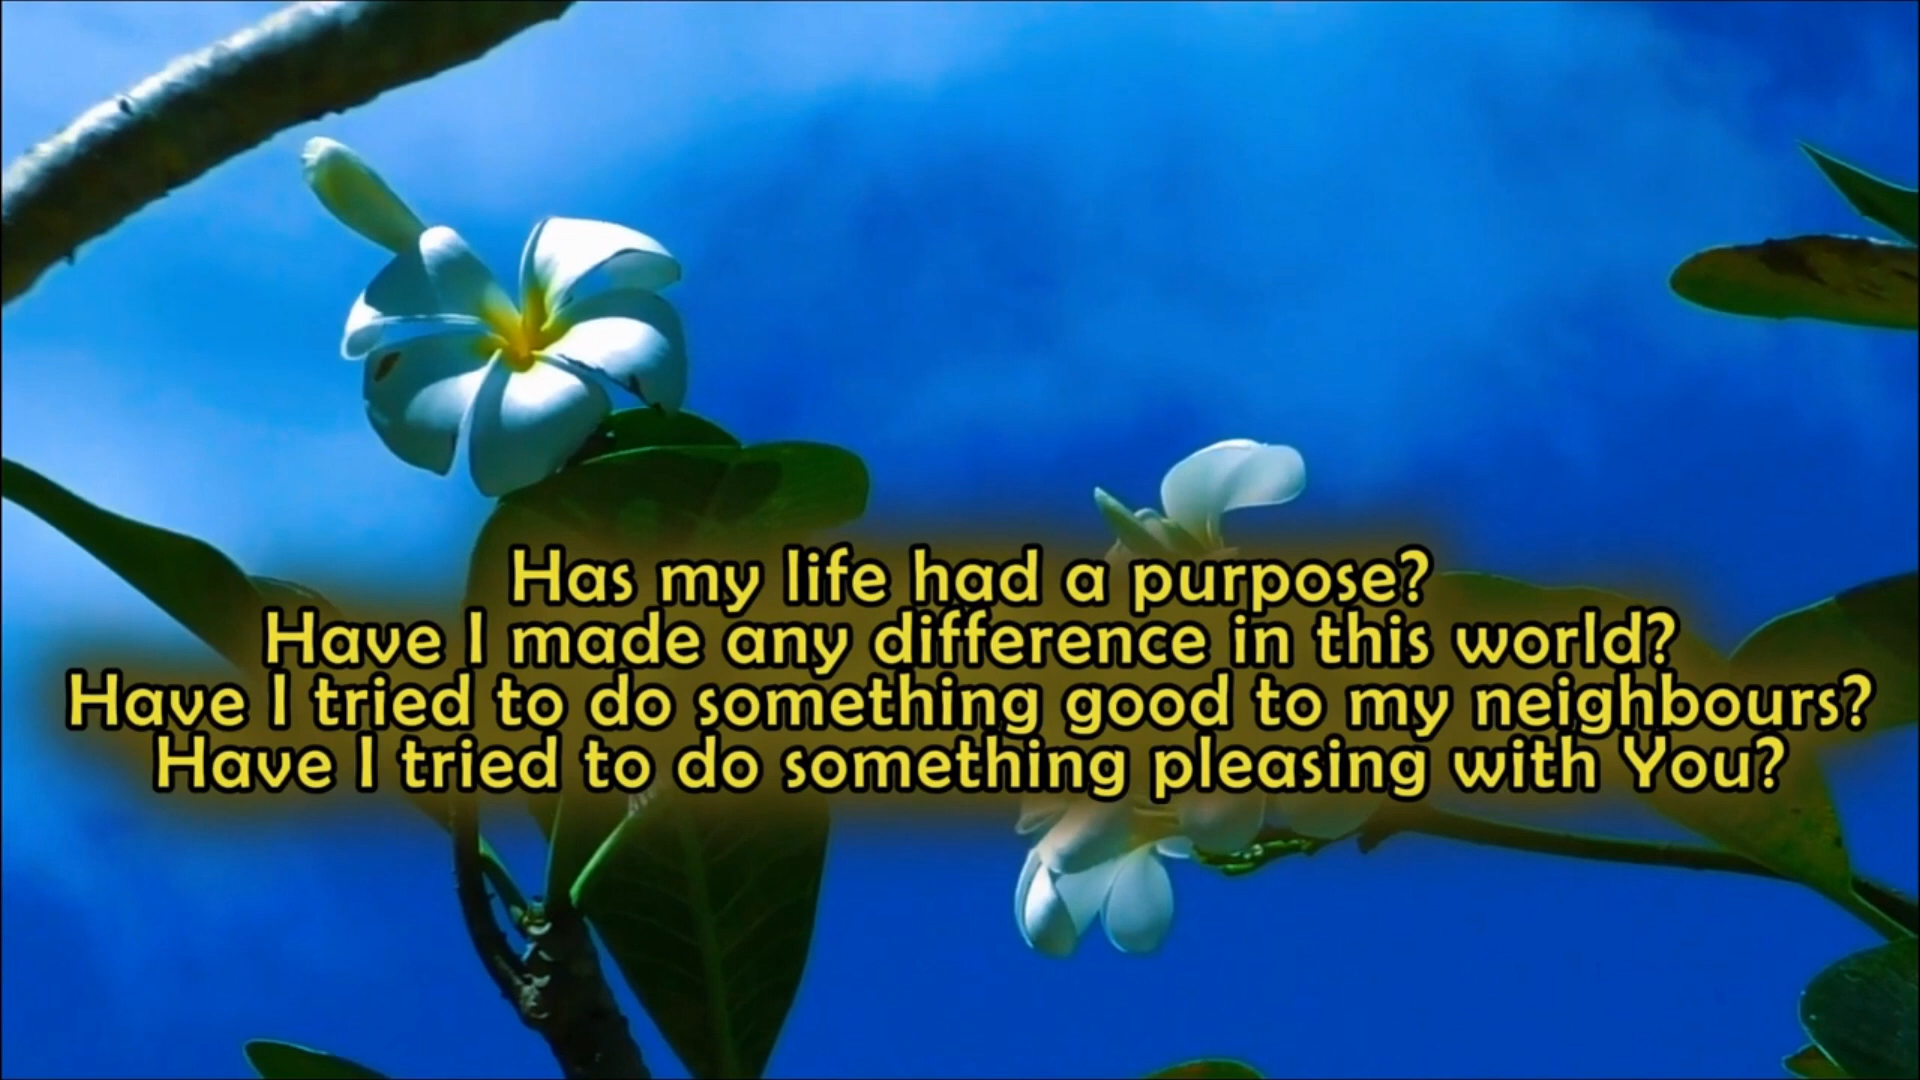 Has my life had a purpose?
Have I made any difference in this world?
Have I tried to do something good to my neighbours?
Have I tried to do something pleasing with You?